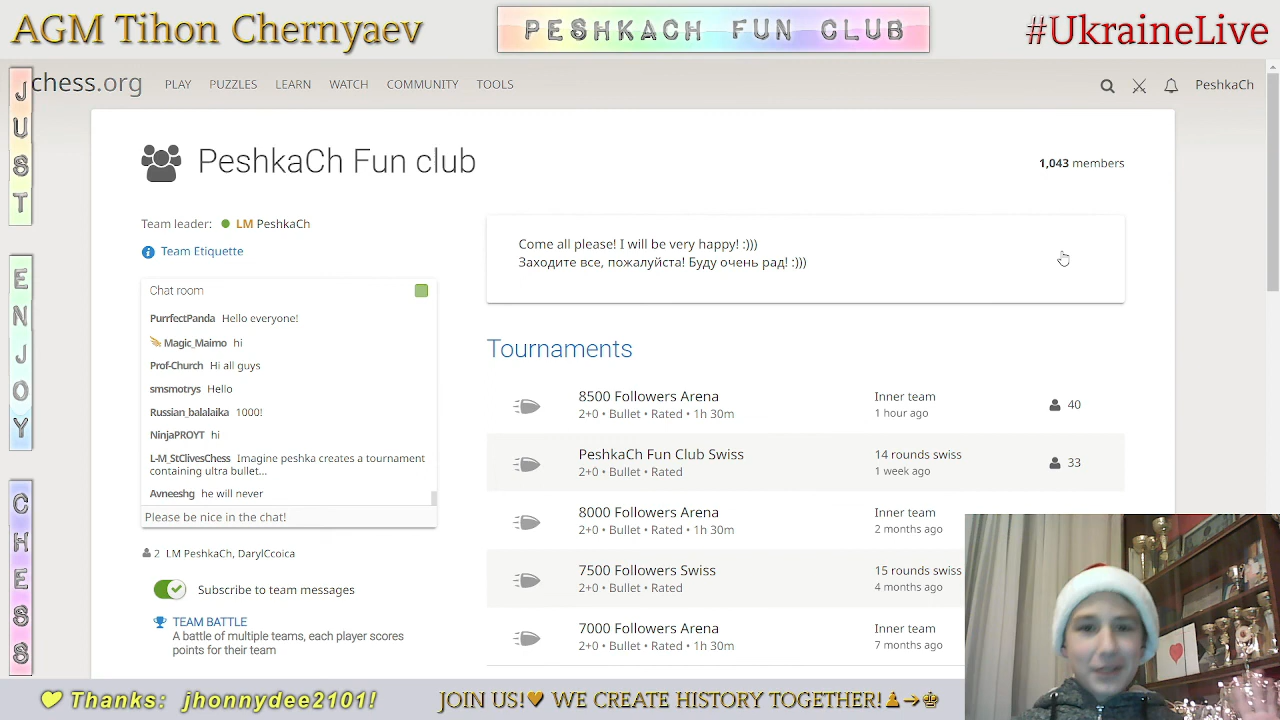 AGM Tihon Chernyaev
PESHKACH FUN CLUB
#UkraineLive
JUST
ENJOY
CHESS
chess.org
PLAY PUZZLES LEARN WATCH COMMUNITY TOOLS
PeshkaCh
PeshkaCh Fun club
1,043 members
Team leader: LM PeshkaCh
Team Etiquette
Chat room
PurrfectPanda Hello everyone!
Magic_Maimo hi
Prof-Church Hi all guys
smsmotrys Hello
Russian_balalaika 1000!
NinjaPROYT hi
L-M_StClivesChess Imagine peshka creates a tournament
containing ultra bullet...
Avneeshg he will never
Please be nice in the chat!
2 LM PeshkaCh, DarylCcoica
Subscribe to team messages
TEAM BATTLE
A battle of multiple teams, each player scores
points for their team
Come all please! I will be very happy! :)))
Заходите все, пожалуйста! Буду очень рад! :)))
Tournaments
8500 Followers Arena Inner team
2+0 • Bullet • Rated • 1h 30m 1 hour ago 40
PeshkaCh Fun Club Swiss 14 rounds swiss
2+0 • Bullet • Rated 1 week ago 33
8000 Followers Arena Inner team
2+0 • Bullet • Rated • 1h 30m 2 months ago
7500 Followers Swiss 15 rounds swiss
2+0 • Bullet • Rated 4 months ago
7000 Followers Arena Inner team
2+0 • Bullet • Rated • 1h 30m 7 months ago
💛 Thanks: jhonnydee2101!
JOIN US!🧡 WE CREATE HISTORY TOGETHER!♟→♚